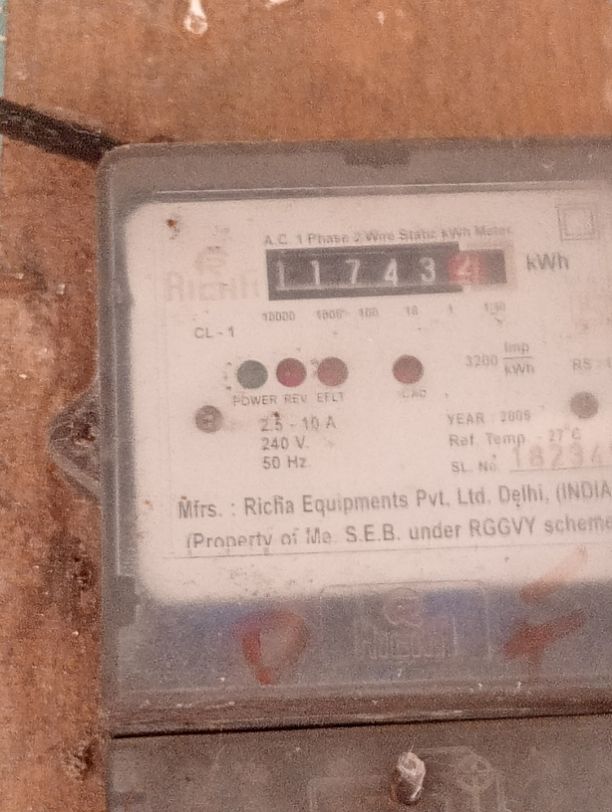 A.C. 1 Phase 2 Wire Static kWh Meter
RICHA
1 1 7 4 3 4 kWh
10000 1000 100 10 1 1/10
CL - 1
3200 Imp/kWh
POWER REV EFLT CAD
2.5 - 10 A
240 V.
50 Hz
YEAR : 2006
Ref. Temp. - 27°C
SL. No.
Mfrs. : Richa Equipments Pvt. Ltd. Delhi, (INDIA
(Property of Me. S.E.B. under RGGVY scheme